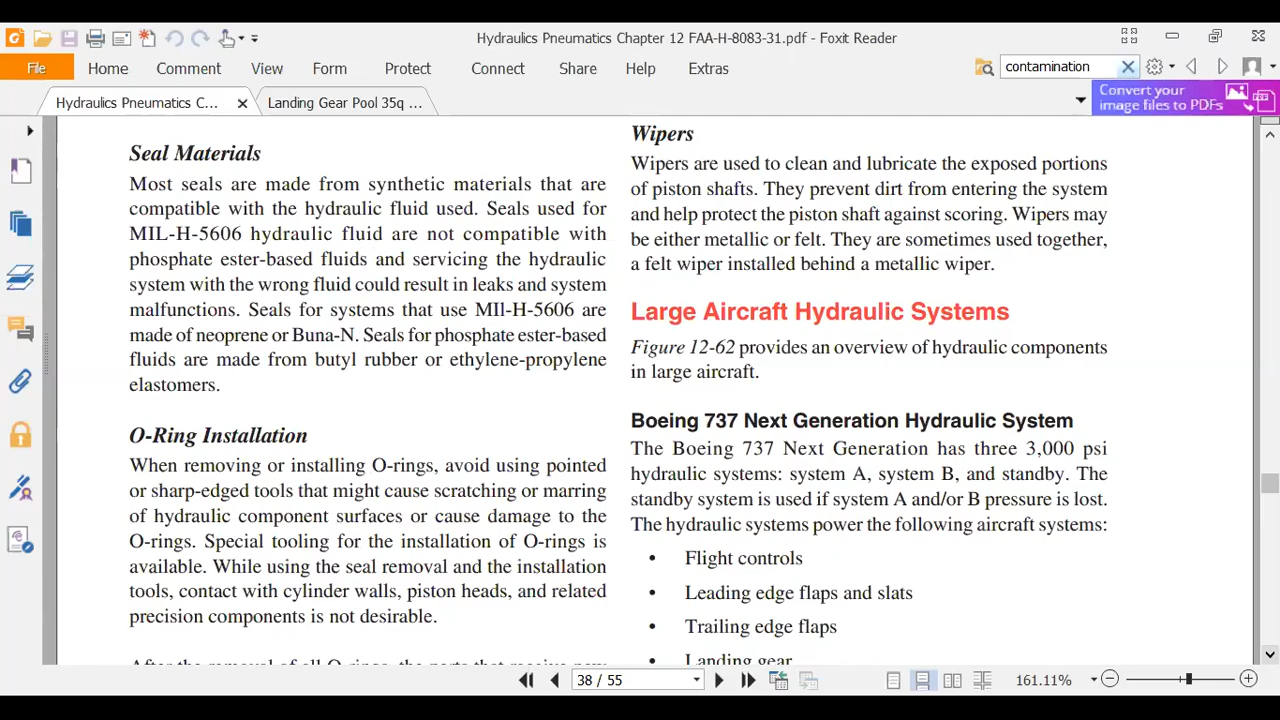 Hydraulics Pneumatics Chapter 12 FAA-H-8083-31.pdf - Foxit Reader
File Home Comment View Form Protect Connect Share Help Extras
contamination
Hydraulics Pneumatics C...
Landing Gear Pool 35q ...
Convert your
image files to PDFs
Seal Materials
Most seals are made from synthetic materials that are
compatible with the hydraulic fluid used. Seals used for
MIL-H-5606 hydraulic fluid are not compatible with
phosphate ester-based fluids and servicing the hydraulic
system with the wrong fluid could result in leaks and system
malfunctions. Seals for systems that use MIl-H-5606 are
made of neoprene or Buna-N. Seals for phosphate ester-based
fluids are made from butyl rubber or ethylene-propylene
elastomers.
O-Ring Installation
When removing or installing O-rings, avoid using pointed
or sharp-edged tools that might cause scratching or marring
of hydraulic component surfaces or cause damage to the
O-rings. Special tooling for the installation of O-rings is
available. While using the seal removal and the installation
tools, contact with cylinder walls, piston heads, and related
precision components is not desirable.
After the removal of all O-rings, the parts that receive new
Wipers
Wipers are used to clean and lubricate the exposed portions
of piston shafts. They prevent dirt from entering the system
and help protect the piston shaft against scoring. Wipers may
be either metallic or felt. They are sometimes used together,
a felt wiper installed behind a metallic wiper.
Large Aircraft Hydraulic Systems
Figure 12-62 provides an overview of hydraulic components
in large aircraft.
Boeing 737 Next Generation Hydraulic System
The Boeing 737 Next Generation has three 3,000 psi
hydraulic systems: system A, system B, and standby. The
standby system is used if system A and/or B pressure is lost.
The hydraulic systems power the following aircraft systems:
• Flight controls
• Leading edge flaps and slats
• Trailing edge flaps
• Landing gear
38 / 55
161.11%